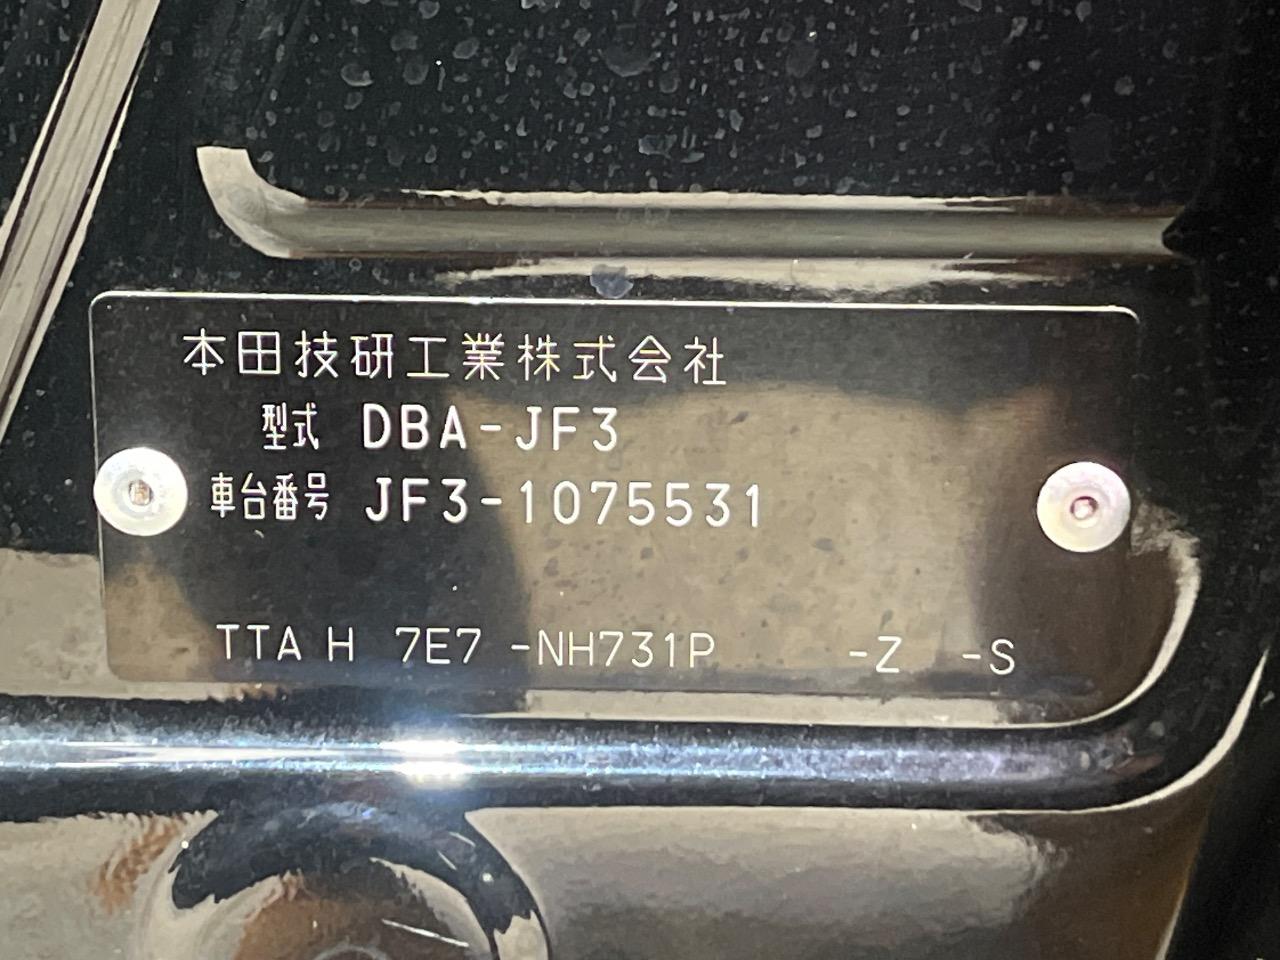 本田技研工業株式会社
型式 DBA-JF3
車台番号 JF3-1075531
TTA H 7E7 -NH731P -Z -S